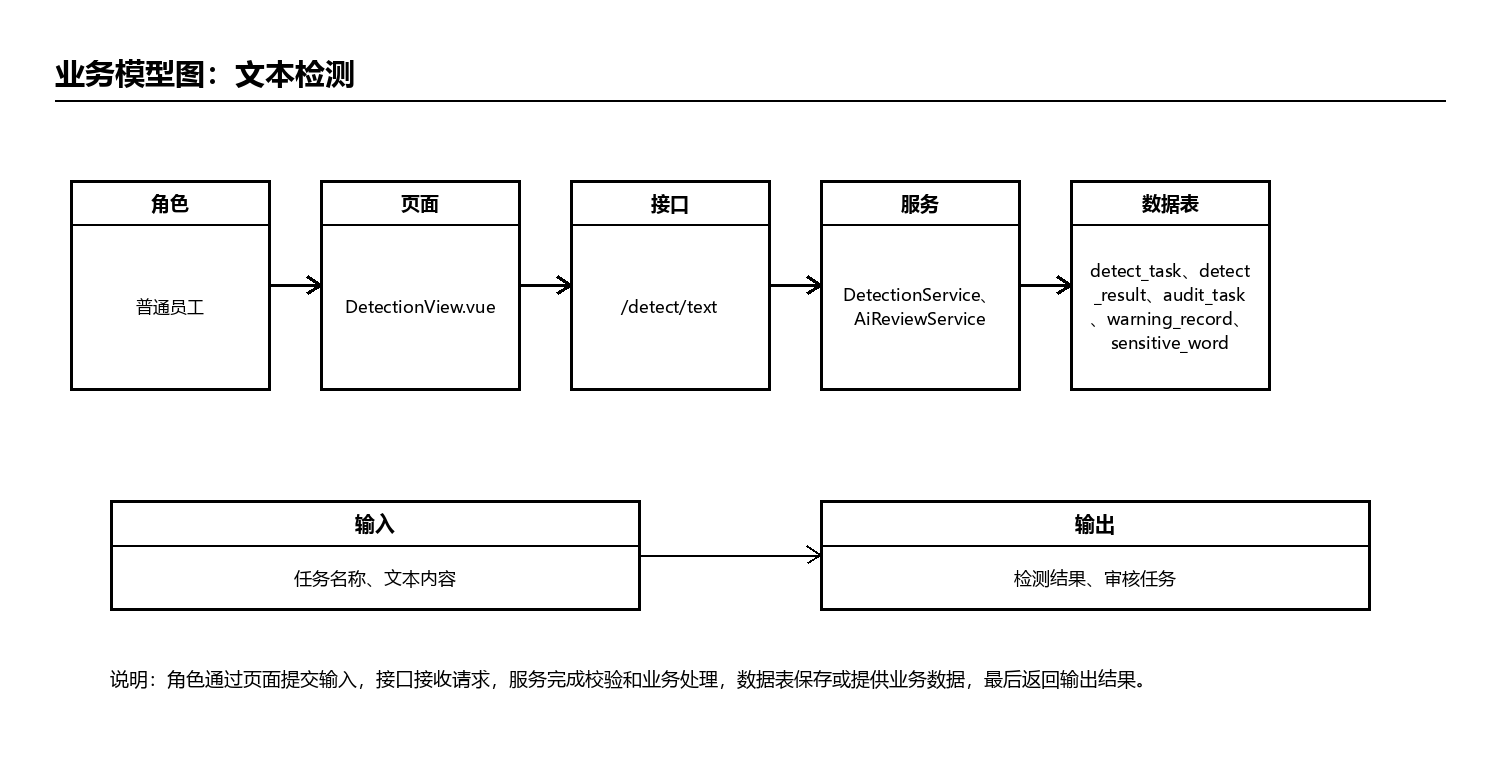 业务模型图：文本检测
角色
普通员工
页面
DetectionView.vue
接口
/detect/text
服务
DetectionService、
AiReviewService
数据表
detect_task、detect
_result、audit_task
、warning_record、
sensitive_word
输入
任务名称、文本内容
输出
检测结果、审核任务
说明：角色通过页面提交输入，接口接收请求，服务完成校验和业务处理，数据表保存或提供业务数据，最后返回输出结果。